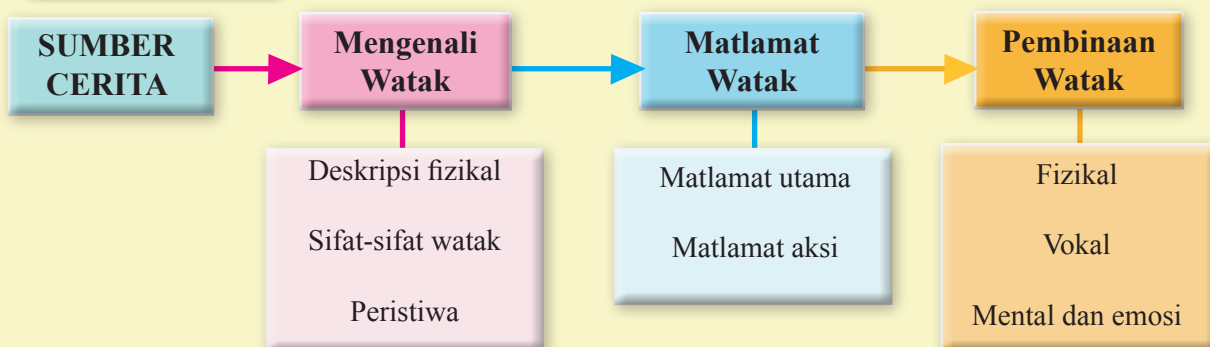 SUMBER
CERITA
Mengenali
Watak
Matlamat
Watak
Pembinaan
Watak
Deskripsi fizikal
Sifat-sifat watak
Peristiwa
Matlamat utama
Matlamat aksi
Fizikal
Vokal
Mental dan emosi